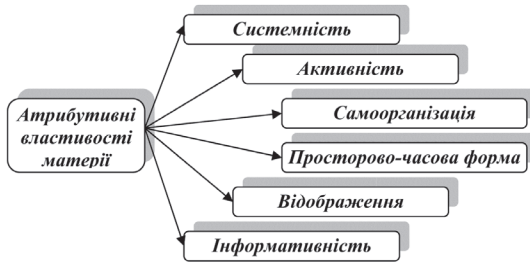 Системність
Активність
Атрибутивні
властивості
матерії
Самоорганізація
Просторово-часова форма
Відображення
Інформативність